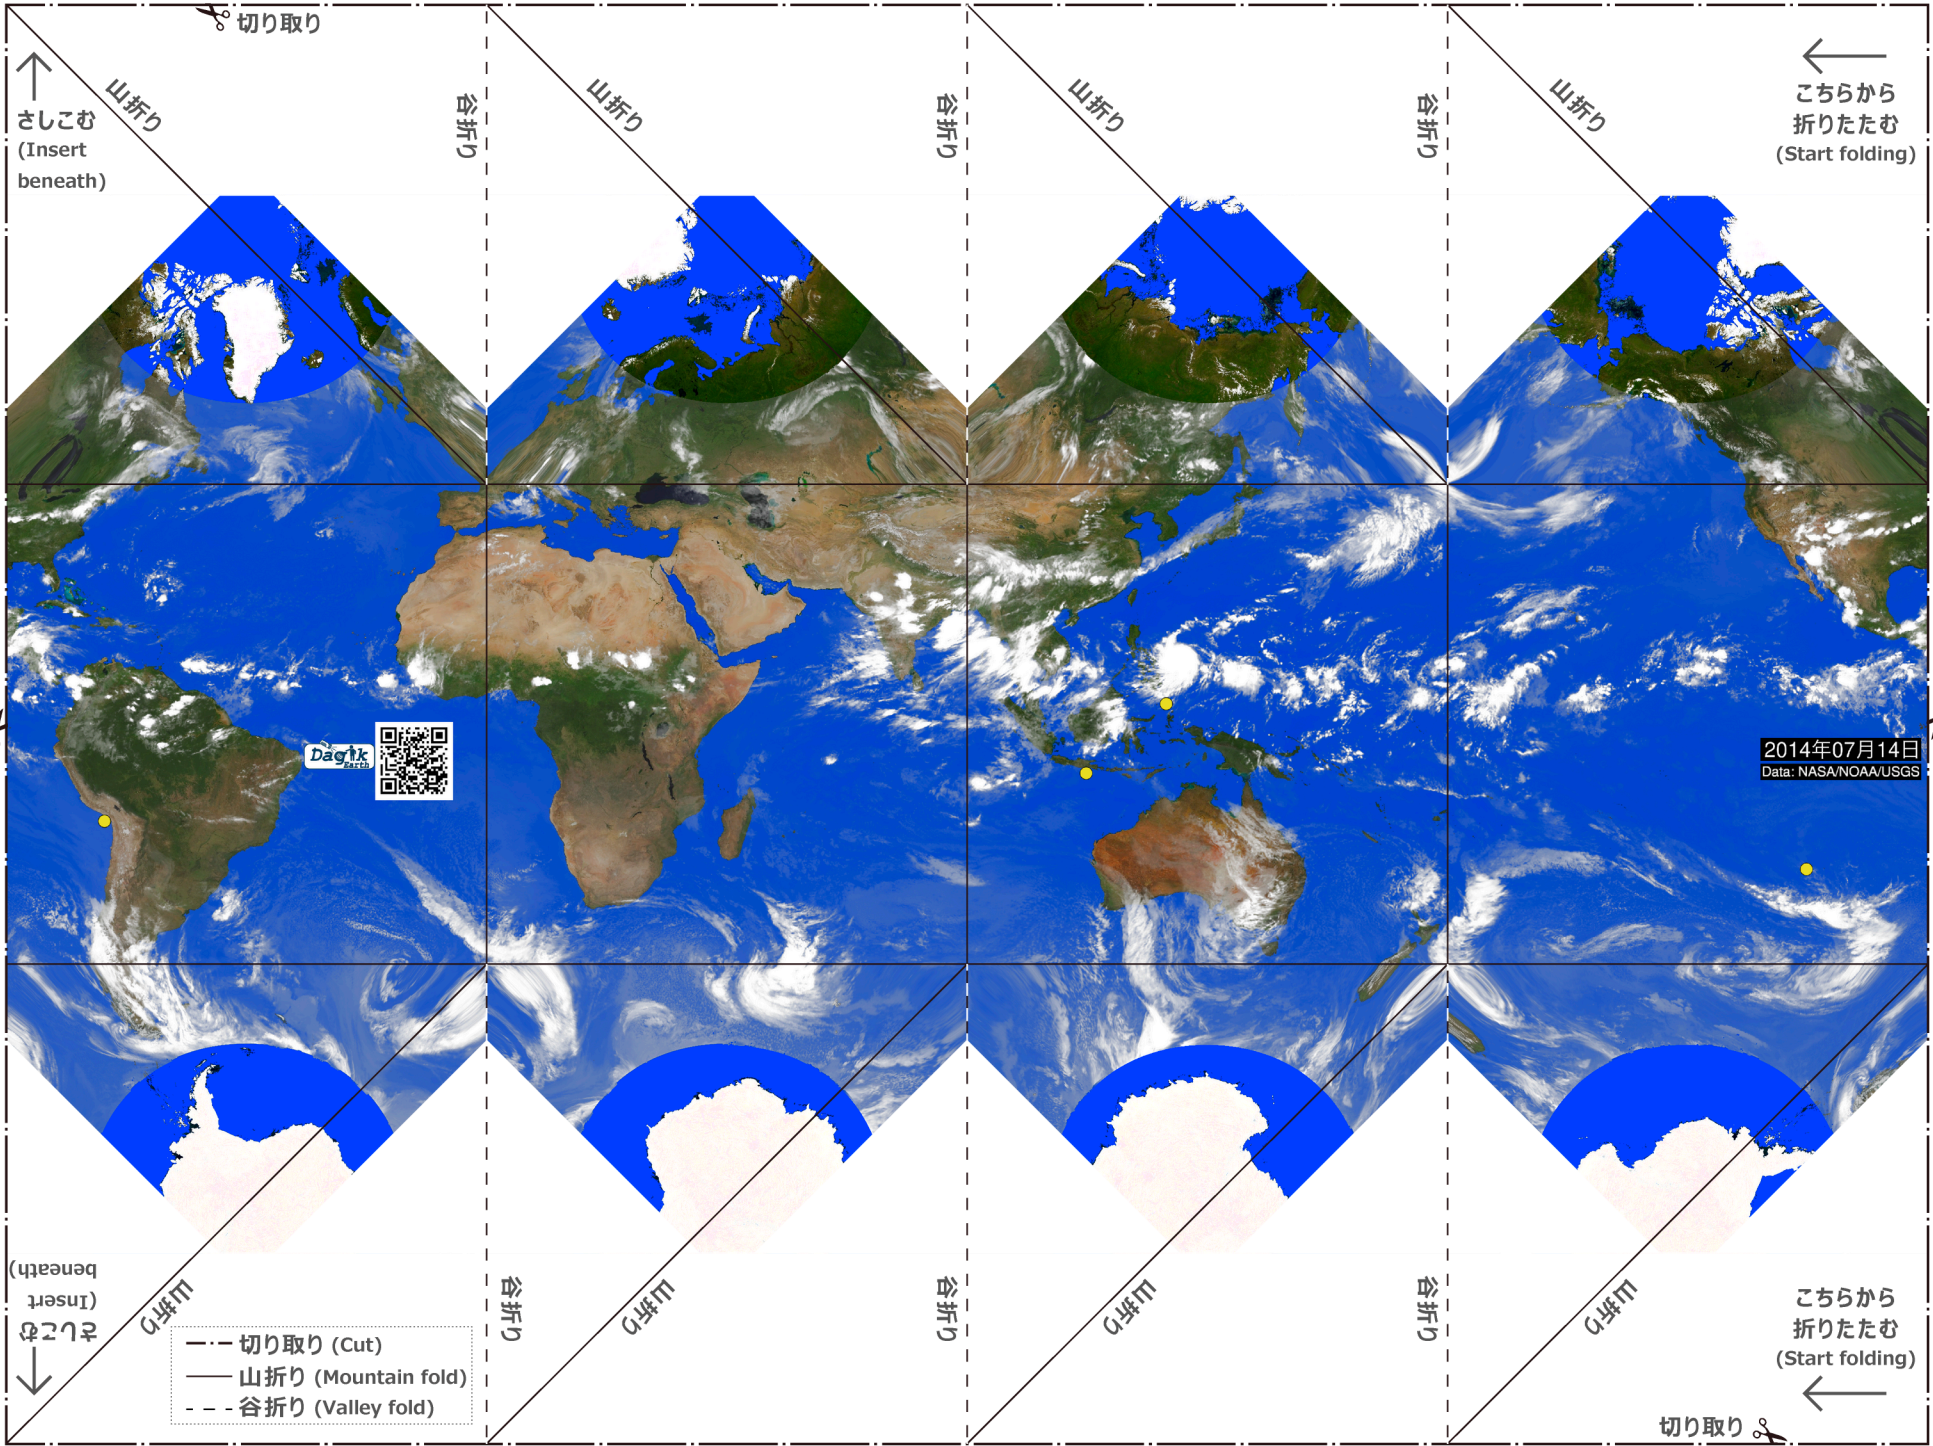 切り取り
山折り
谷折り
山折り
谷折り
山折り
谷折り
山折り
さしこむ
(Insert
beneath)
こちらから
折りたたむ
(Start folding)
Dagik
Earth
2014年07月14日
Data: NASA/NOAA/USGS
さしこむ
(Insert
beneath)
山折り
谷折り
山折り
谷折り
山折り
谷折り
山折り
こちらから
折りたたむ
(Start folding)
切り取り (Cut)
山折り (Mountain fold)
谷折り (Valley fold)
切り取り